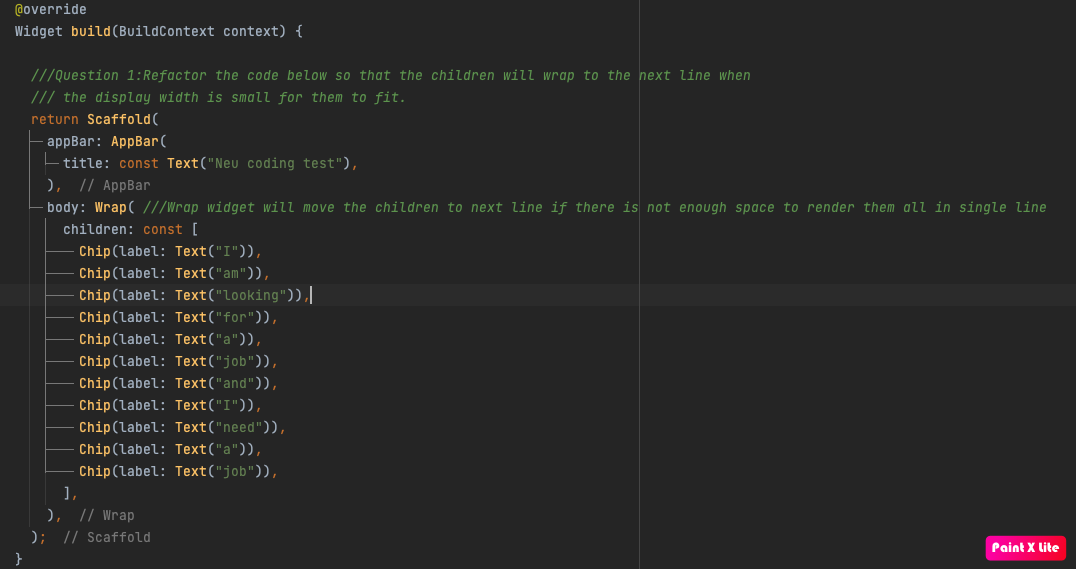 @override
Widget build(BuildContext context) {
///Question 1:Refactor the code below so that the children will wrap to the next line when
/// the display width is small for them to fit.
return Scaffold(
appBar: AppBar(
title: const Text("Neu coding test"),
), // AppBar
body: Wrap( ///Wrap widget will move the children to next line if there is not enough space to render them all in single line
children: const [
Chip(label: Text("I")),
Chip(label: Text("am")),
Chip(label: Text("looking")),
Chip(label: Text("for")),
Chip(label: Text("a")),
Chip(label: Text("job")),
Chip(label: Text("and")),
Chip(label: Text("I")),
Chip(label: Text("need")),
Chip(label: Text("a")),
Chip(label: Text("job")),
],
), // Wrap
); // Scaffold
}
Paint X Lite